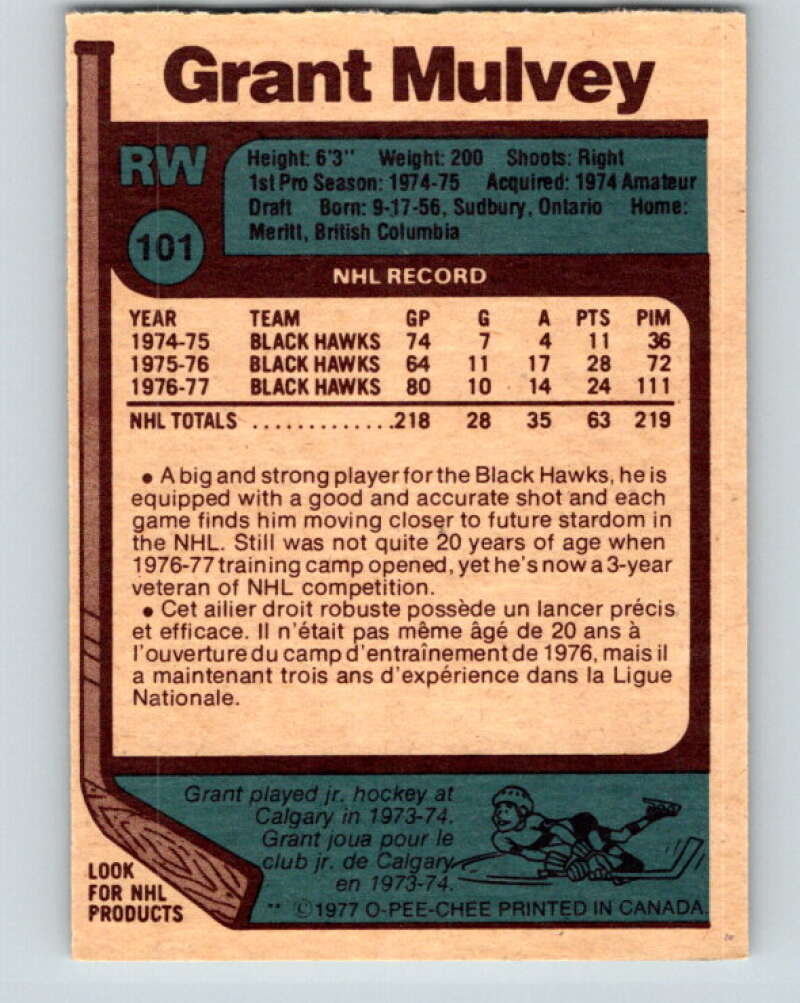 Grant Mulvey
RW
Height: 6'3" Weight: 200 Shoots: Right
1st Pro Season: 1974-75 Acquired: 1974 Amateur
Draft Born: 9-17-56, Sudbury, Ontario Home:
Meritt, British Columbia
101
NHL RECORD
YEAR TEAM GP G A PTS PIM
1974-75 BLACK HAWKS 74 7 4 11 36
1975-76 BLACK HAWKS 64 11 17 28 72
1976-77 BLACK HAWKS 80 10 14 24 111
NHL TOTALS ..............218 28 35 63 219
• A big and strong player for the Black Hawks, he is
equipped with a good and accurate shot and each
game finds him moving closer to future stardom in
the NHL. Still was not quite 20 years of age when
1976-77 training camp opened, yet he's now a 3-year
veteran of NHL competition.
• Cet ailier droit robuste possède un lancer précis
et efficace. Il n'était pas même âgé de 20 ans à
l'ouverture du camp d'entraînement de 1976, mais il
a maintenant trois ans d'expérience dans la Ligue
Nationale.
Grant played jr. hockey at
Calgary in 1973-74.
Grant joua pour le
club jr. de Calgary
en 1973-74.
LOOK
FOR NHL
PRODUCTS
** ©1977 O-PEE-CHEE PRINTED IN CANADA